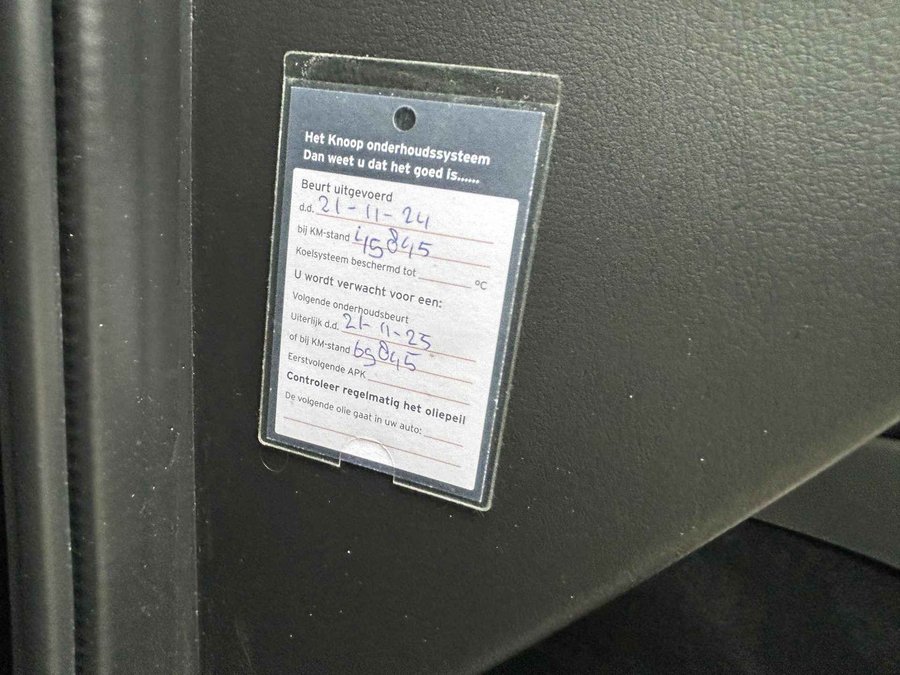 Het Knoop onderhoudssysteem
Dan weet u dat het goed is......
Beurt uitgevoerd
d.d. 21-11-24
bij KM-stand 45845
Koelsysteem beschermd tot °C
U wordt verwacht voor een:
Volgende onderhoudsbeurt
Uiterlijk d.d. 21-11-25
of bij KM-stand 65845
Eerstvolgende APK
Controleer regelmatig het oliepeil
De volgende olie gaat in uw auto: